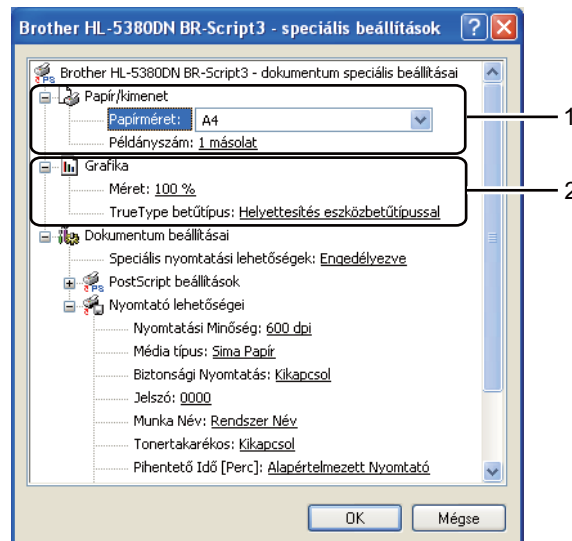 Brother HL-5380DN BR-Script3 - speciális beállítások
Brother HL-5380DN BR-Script3 - dokumentum speciális beállításai
Papír/kimenet
Papírméret: A4
1
Példányszám: 1 másolat
Grafika
2
Méret: 100 %
TrueType betűtípus: Helyettesítés eszközbetűtípussal
Dokumentum beállításai
Speciális nyomtatási lehetőségek: Engedélyezve
PostScript beállítások
Nyomtató lehetőségei
Nyomtatási Minőség: 600 dpi
Média típus: Sima Papír
Biztonsági Nyomtatás: Kikapcsol
Jelszó: 0000
Munka Név: Rendszer Név
Tonertakarékos: Kikapcsol
Pihentető Idő [Perc]: Alapértelmezett Nyomtató
OK
Mégse